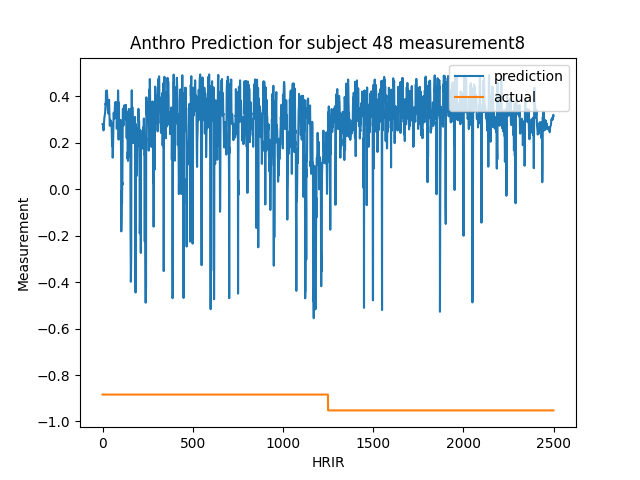 Anthro Prediction for subject 48 measurement8
prediction
actual
0.4
0.2
0.0
−0.2
−0.4
−0.6
−0.8
−1.0
Measurement
0 500 1000 1500 2000 2500
HRIR